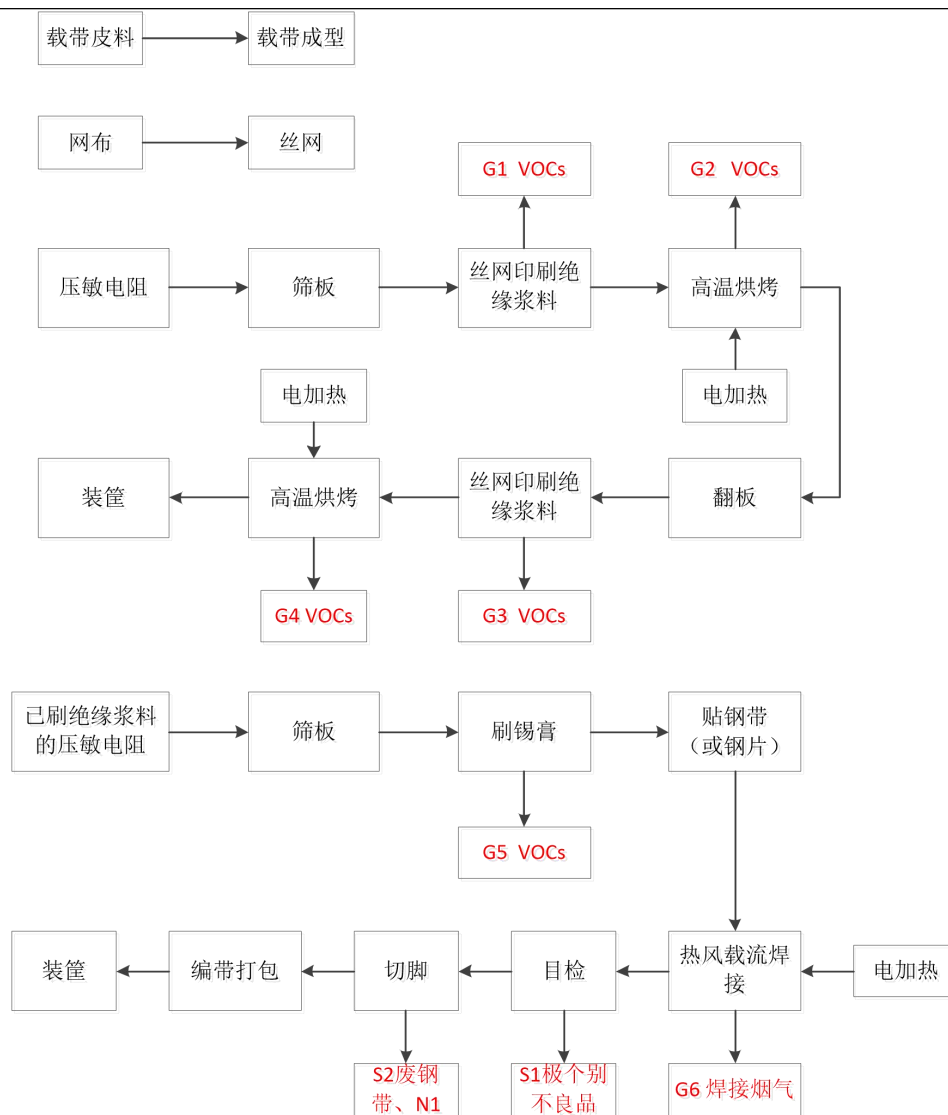 载带皮料
载带成型
网布
丝网
G1 VOCs
G2 VOCs
压敏电阻
筛板
丝网印刷绝
缘浆料
高温烘烤
电加热
电加热
装筐
高温烘烤
丝网印刷绝
缘浆料
翻板
G4 VOCs
G3 VOCs
已刷绝缘浆料
的压敏电阻
筛板
刷锡膏
贴钢带
（或钢片）
G5 VOCs
装筐
编带打包
切脚
目检
热风载流焊
接
电加热
S2废钢
带、N1
S1极个别
不良品
G6 焊接烟气